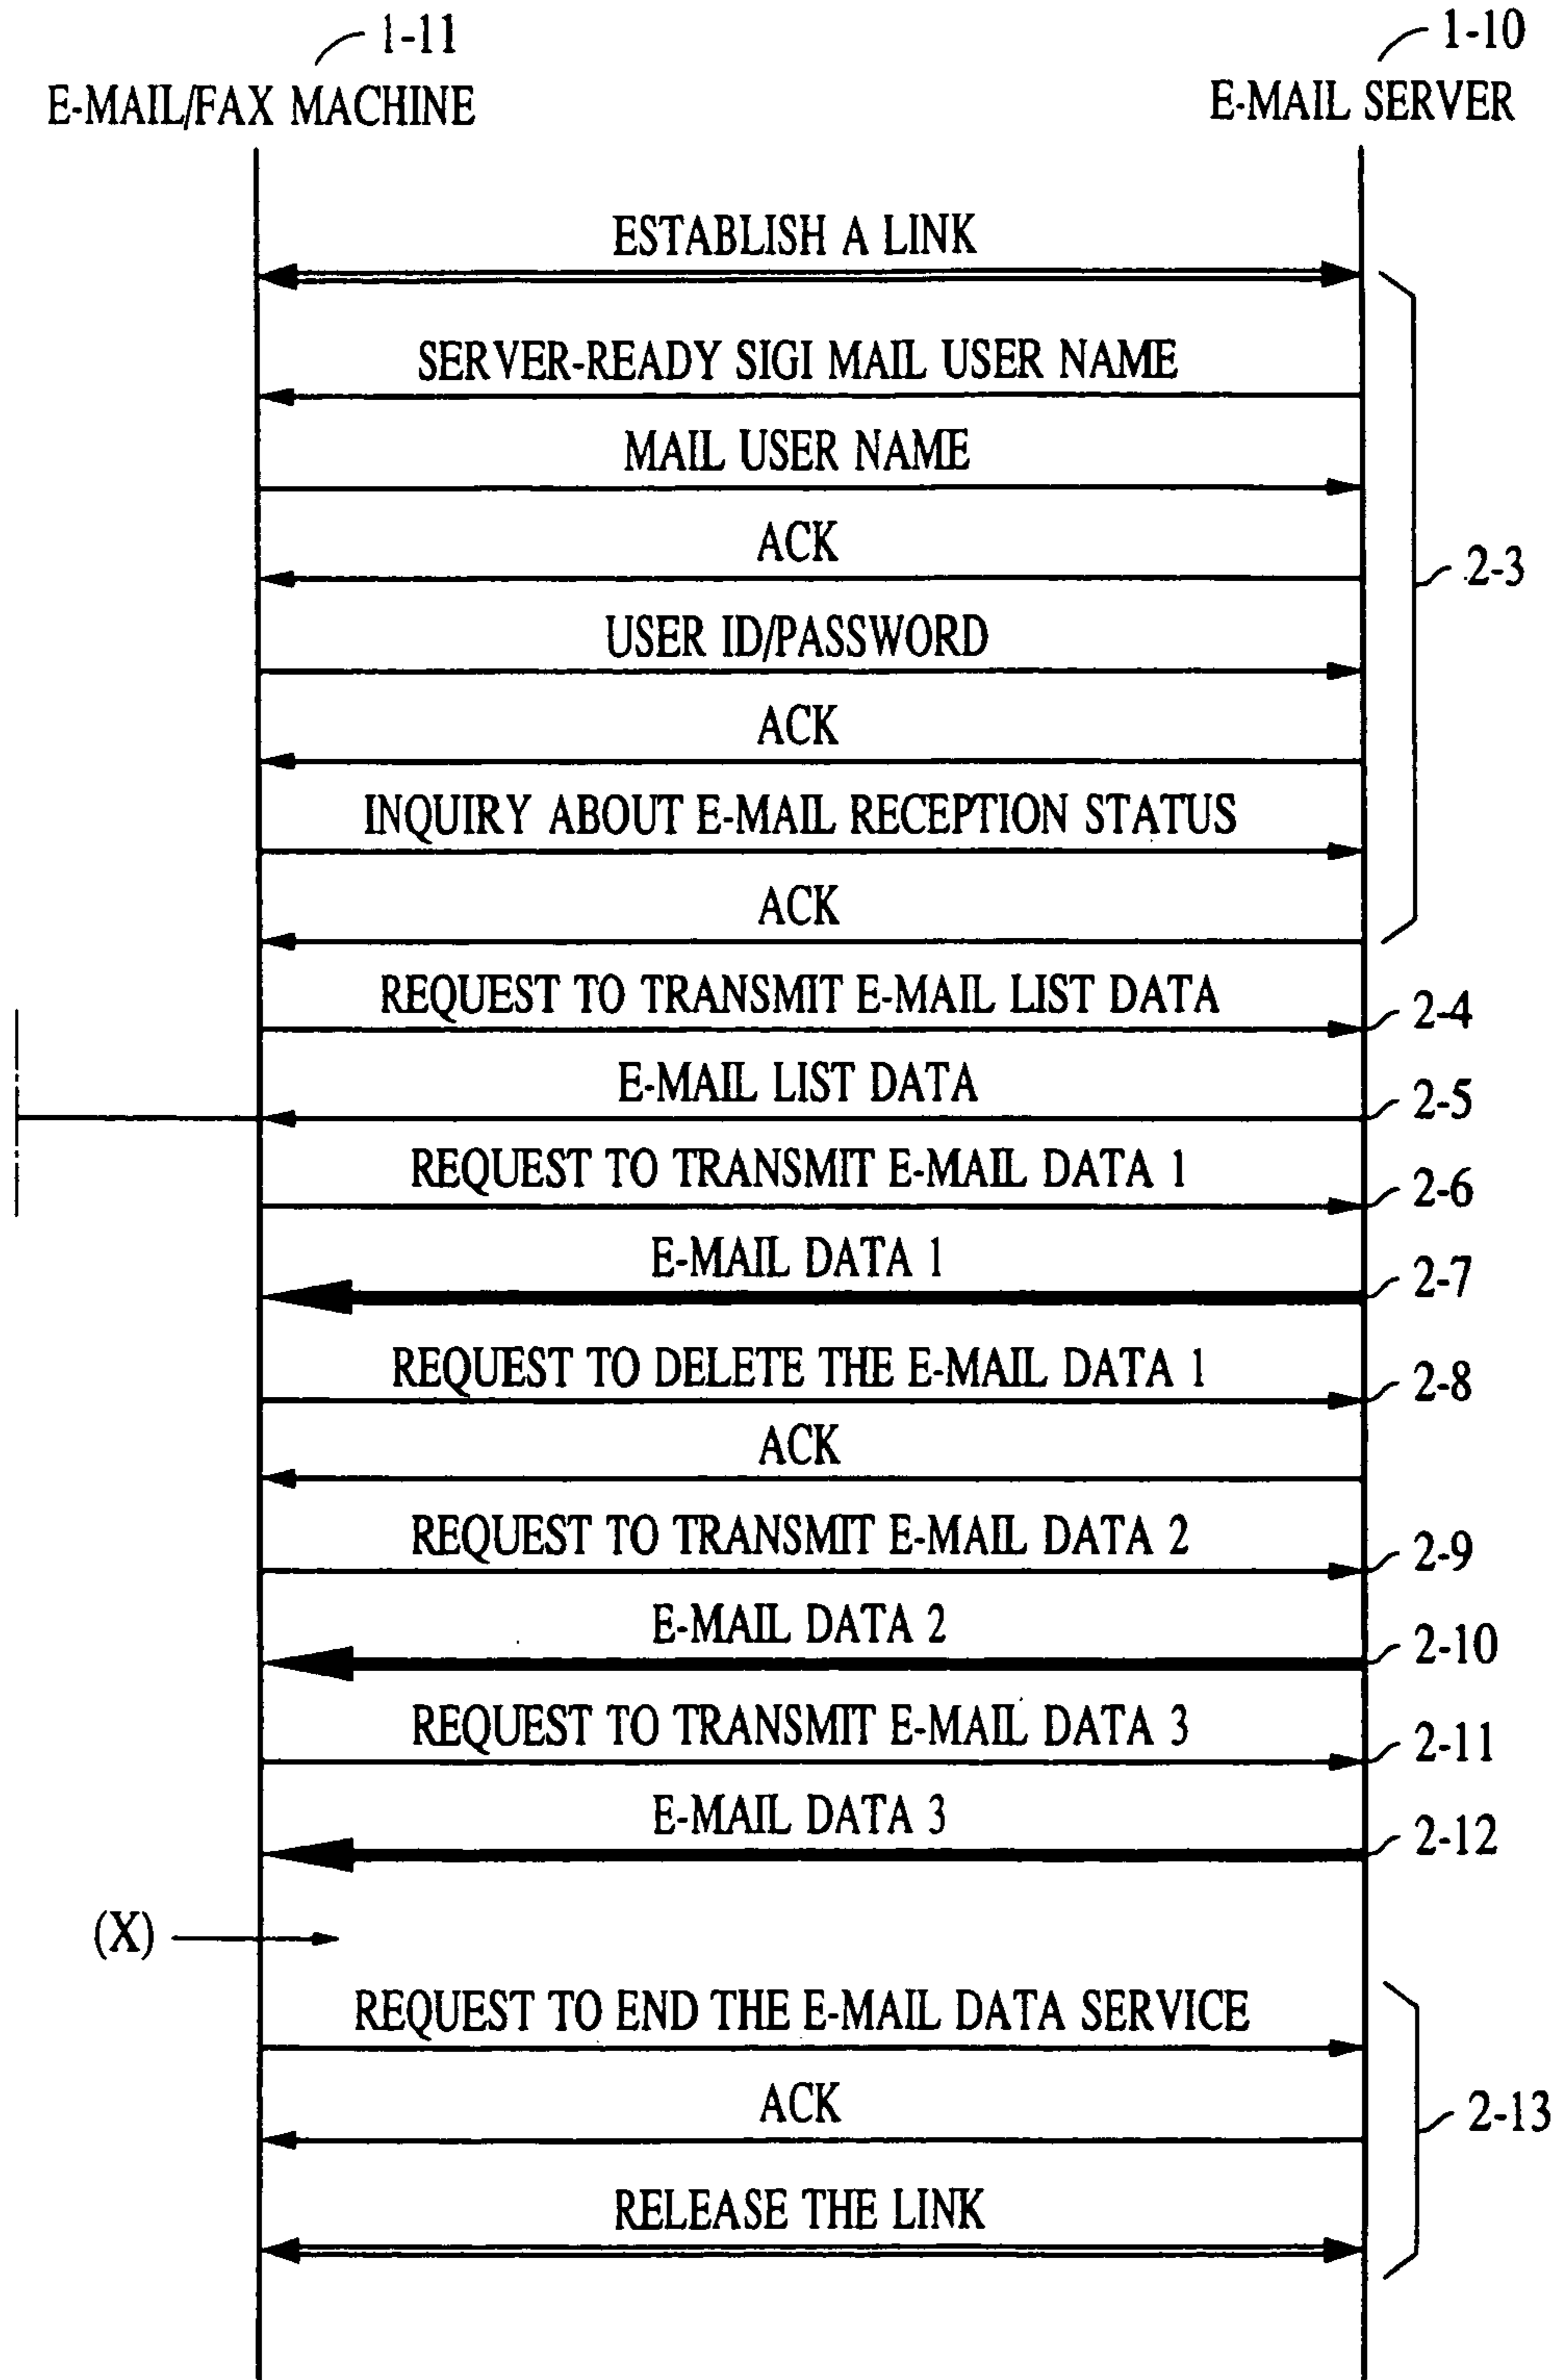 1-11
1-10
E-MAIL/FAX MACHINE
E-MAIL SERVER
ESTABLISH A LINK
SERVER-READY SIGI MAIL USER NAME
MAIL USER NAME
ACK
2-3
USER ID/PASSWORD
ACK
INQUIRY ABOUT E-MAIL RECEPTION STATUS
ACK
REQUEST TO TRANSMIT E-MAIL LIST DATA
2-4
E-MAIL LIST DATA
2-5
REQUEST TO TRANSMIT E-MAIL DATA 1
2-6
E-MAIL DATA 1
2-7
REQUEST TO DELETE THE E-MAIL DATA 1
2-8
ACK
REQUEST TO TRANSMIT E-MAIL DATA 2
2-9
E-MAIL DATA 2
2-10
REQUEST TO TRANSMIT E-MAIL DATA 3
2-11
E-MAIL DATA 3
2-12
(X)
REQUEST TO END THE E-MAIL DATA SERVICE
ACK
2-13
RELEASE THE LINK